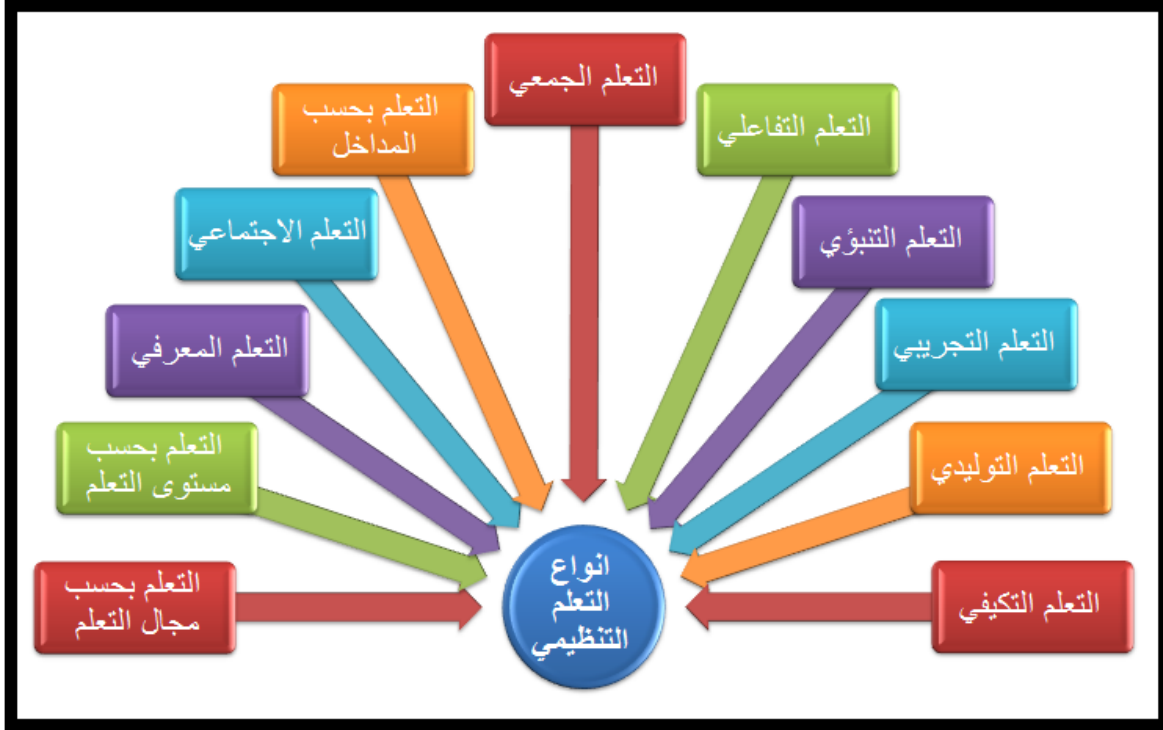 التعلم الجمعي
التعلم التفاعلي
التعلم بحسب
المداخل
التعلم التنبؤي
التعلم الاجتماعي
التعلم التجريبي
التعلم المعرفي
التعلم التوليدي
التعلم بحسب
مستوى التعلم
التعلم التكيفي
التعلم بحسب
مجال التعلم
انواع
التعلم
التنظيمي